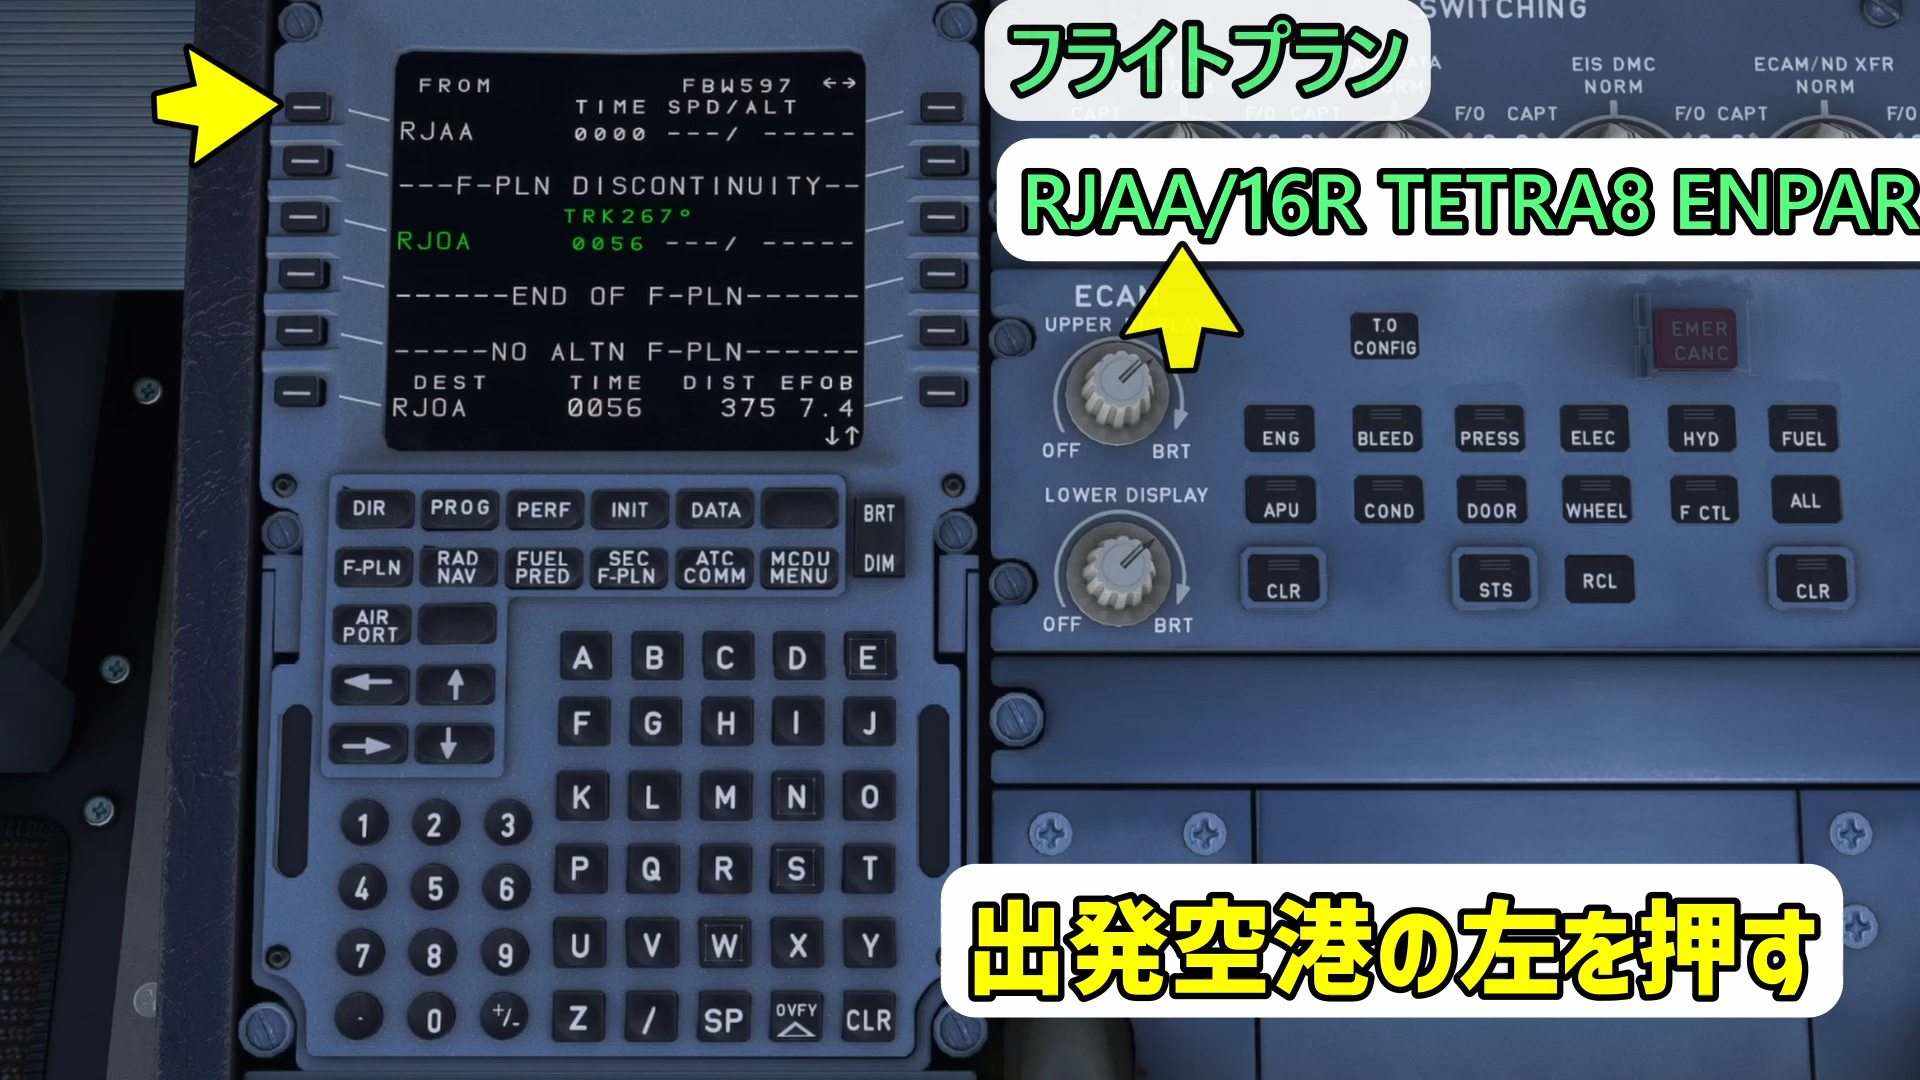 フライトプラン
RJAA/16R TETRA8 ENPAR
出発空港の左を押す
FROM FBW597 ←→
TIME SPD/ALT
RJAA 0000 ---/ -----
---F-PLN DISCONTINUITY--
TRK267°
RJOA 0056 ---/ -----
------END OF F-PLN------
-----NO ALTN F-PLN------
DEST TIME DIST EFOB
RJOA 0056 375 7.4
↓↑
DIR PROG PERF INIT DATA
BRT
DIM
F-PLN RAD NAV FUEL PRED SEC F-PLN ATC COMM MCDU MENU
AIR PORT
← ↑
→ ↓
A B C D E
F G H I J
K L M N O
P Q R S T
U V W X Y
Z / SP OVFY CLR
1 2 3
4 5 6
7 8 9
. 0 +/-
SWITCHING
EIS DMC ECAM/ND XFR
NORM NORM
CAPT F/O CAPT F/O CAPT F/O CAPT F/O
ECAM
UPPER DISPLAY
OFF BRT
LOWER DISPLAY
OFF BRT
T.O CONFIG
EMER CANC
ENG BLEED PRESS ELEC HYD FUEL
APU COND DOOR WHEEL F CTL ALL
CLR STS RCL CLR